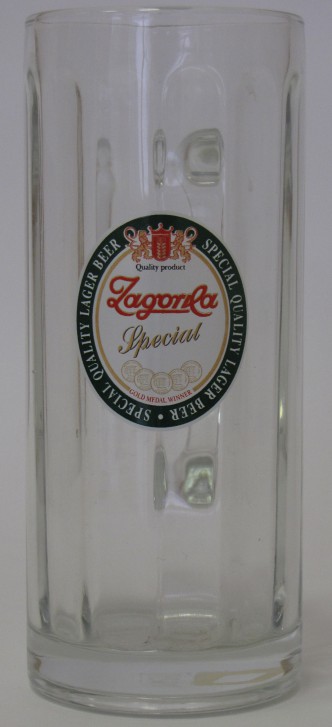 SPECIAL QUALITY LAGER BEER • SPECIAL QUALITY LAGER BEER
Quality product
Zagorka
Special
GOLD MEDAL WINNER